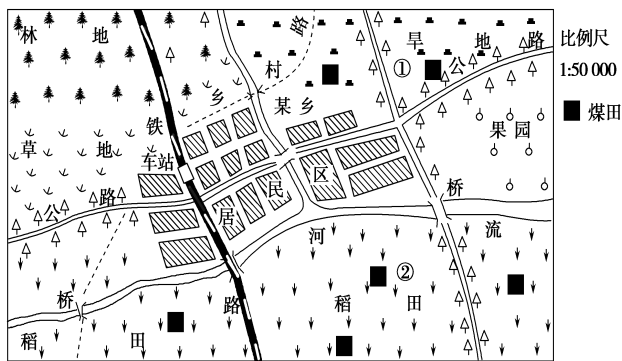 林 地
路
旱 地
路
公
比例尺
1:50 000
煤田
村
①
乡
某乡
铁
草 地
车站
果园
公 路
居 民 区
桥
河
流
②
桥
路
稻 田
稻 田